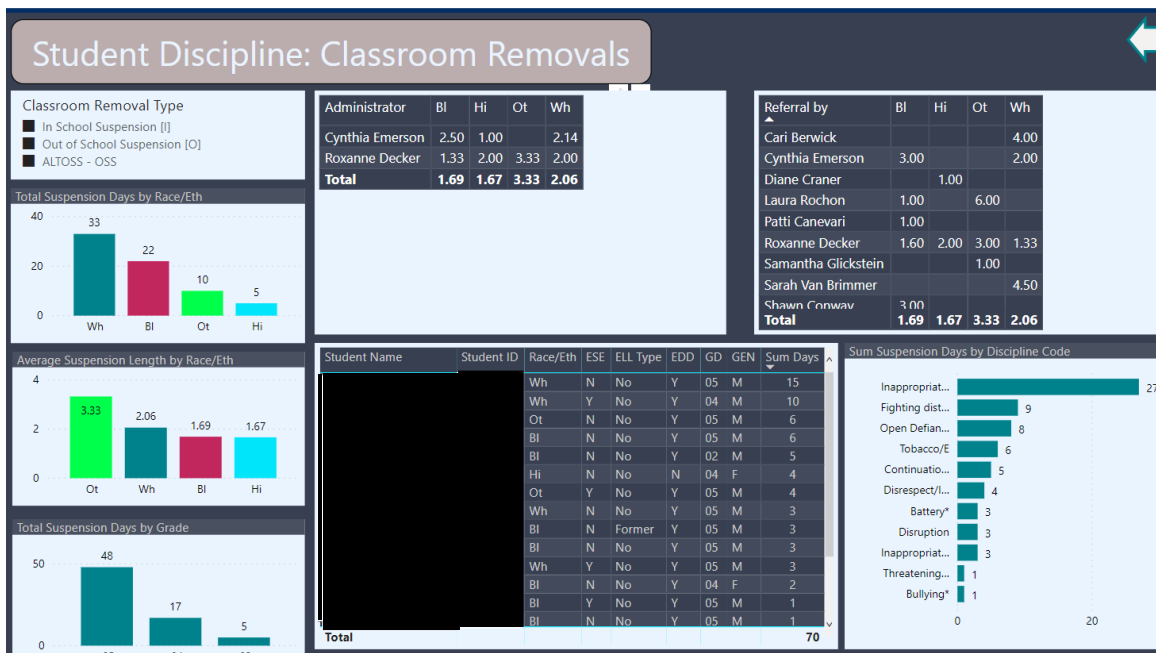 Student Discipline: Classroom Removals
Classroom Removal Type
In School Suspension [I]
Out of School Suspension [O]
ALTOSS - OSS
Total Suspension Days by Race/Eth
40
20
0
33
22
10
5
Wh Bl Ot Hi
Average Suspension Length by Race/Eth
4
2
0
3.33
2.06
1.69
1.67
Ot Wh Bl Hi
Total Suspension Days by Grade
50
0
48
17
5
Administrator Bl Hi Ot Wh
Cynthia Emerson 2.50 1.00 2.14
Roxanne Decker 1.33 2.00 3.33 2.00
Total 1.69 1.67 3.33 2.06
Referral by Bl Hi Ot Wh
Cari Berwick 4.00
Cynthia Emerson 3.00 2.00
Diane Craner 1.00
Laura Rochon 1.00 6.00
Patti Canevari 1.00
Roxanne Decker 1.60 2.00 3.00 1.33
Samantha Glickstein 1.00
Sarah Van Brimmer 4.50
Shawn Conway 3.00
Total 1.69 1.67 3.33 2.06
Student Name Student ID Race/Eth ESE ELL Type EDD GD GEN Sum Days
Wh N No Y 05 M 15
Wh Y No Y 04 M 10
Ot N No Y 05 M 6
Bl N No Y 05 M 6
Bl N No Y 02 M 5
Hi N No N 04 F 4
Ot Y No Y 05 M 4
Wh N No Y 05 M 3
Bl N Former Y 05 M 3
Bl N No Y 05 M 3
Wh Y No Y 05 M 3
Bl N No Y 04 F 2
Bl Y No Y 05 M 1
Bl N No Y 05 M 1
Total 70
Sum Suspension Days by Discipline Code
Inappropriat... 27
Fighting dist... 9
Open Defian... 8
Tobacco/E 6
Continuatio... 5
Disrespect/I... 4
Battery* 3
Disruption 3
Inappropriat... 3
Threatening... 1
Bullying* 1
0 20